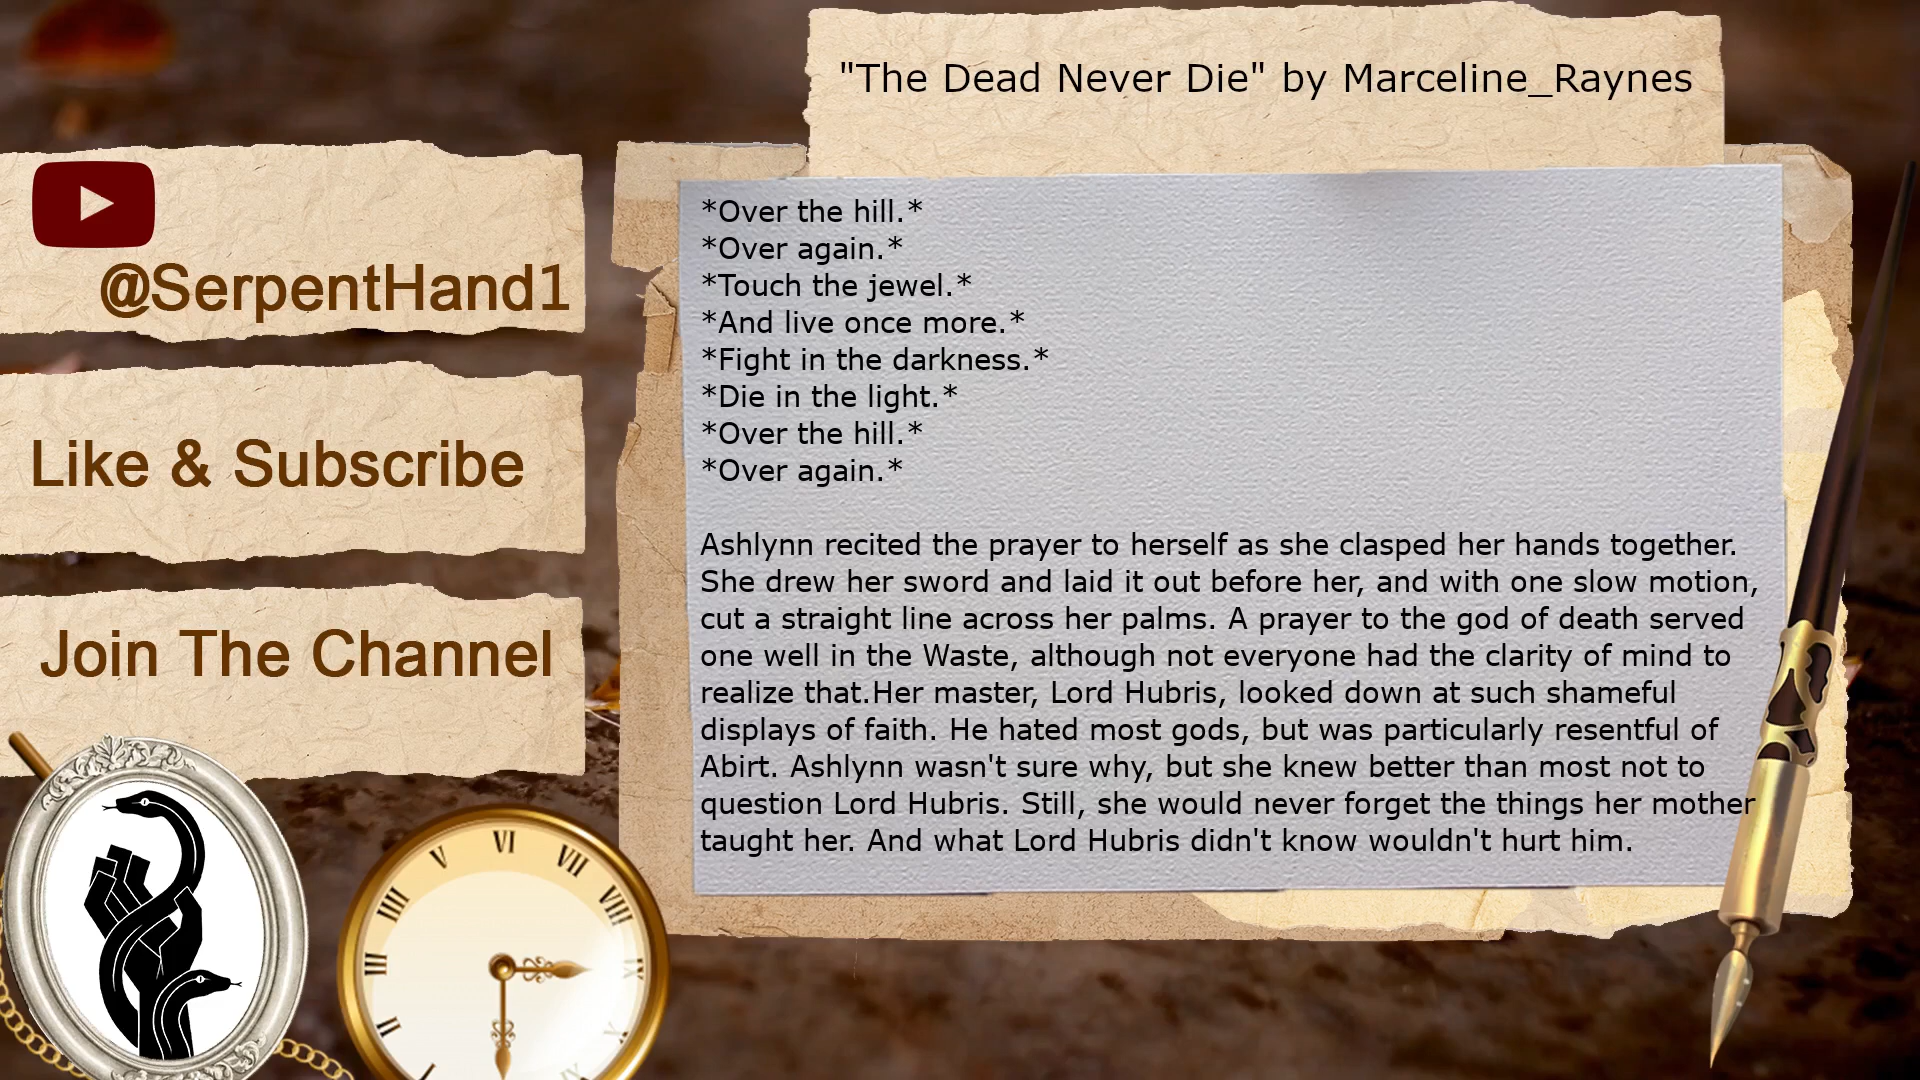 "The Dead Never Die" by Marceline_Raynes
@SerpentHand1
Like & Subscribe
Join The Channel
*Over the hill.*
*Over again.*
*Touch the jewel.*
*And live once more.*
*Fight in the darkness.*
*Die in the light.*
*Over the hill.*
*Over again.*
Ashlynn recited the prayer to herself as she clasped her hands together.
She drew her sword and laid it out before her, and with one slow motion,
cut a straight line across her palms. A prayer to the god of death served
one well in the Waste, although not everyone had the clarity of mind to
realize that.Her master, Lord Hubris, looked down at such shameful
displays of faith. He hated most gods, but was particularly resentful of
Abirt. Ashlynn wasn't sure why, but she knew better than most not to
question Lord Hubris. Still, she would never forget the things her mother
taught her. And what Lord Hubris didn't know wouldn't hurt him.
II
III
IIII
V
VI
VII
VIII
IX
X